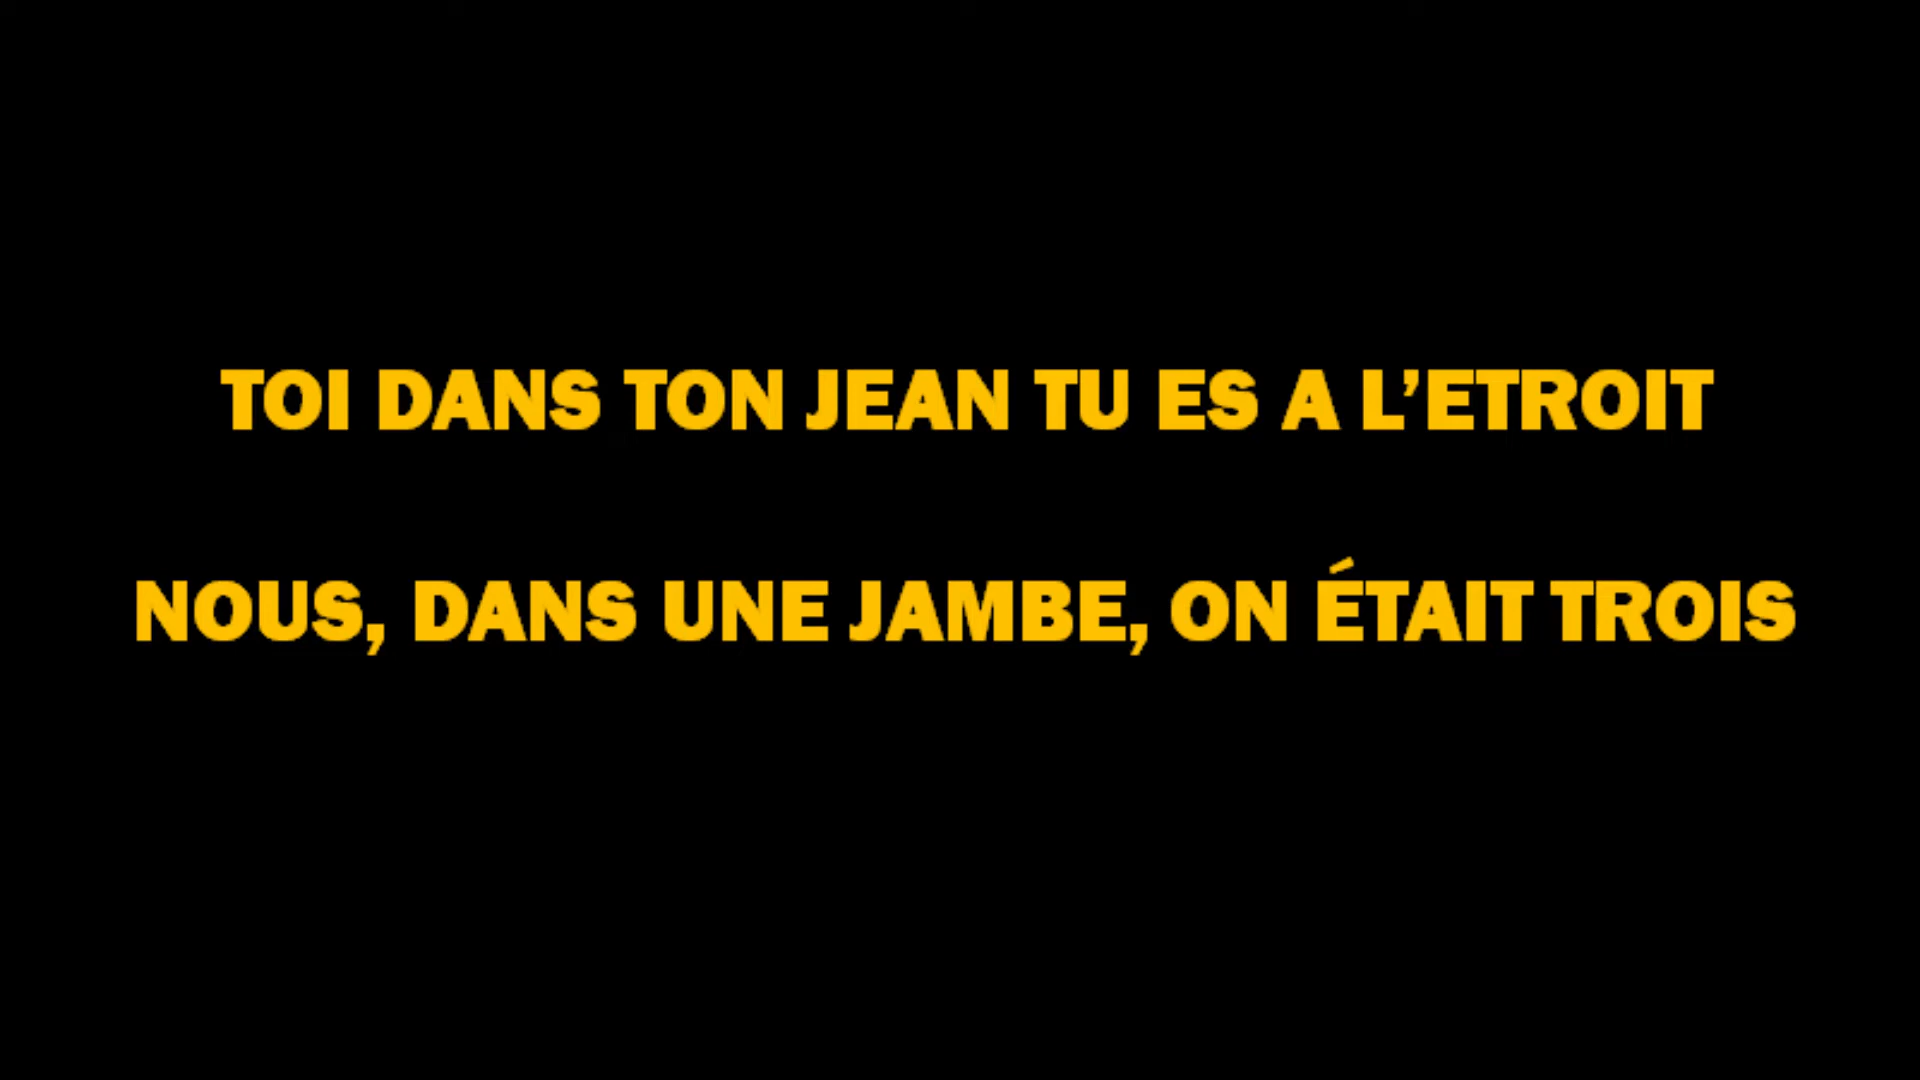 TOI DANS TON JEAN TU ES A L’ETROIT
NOUS, DANS UNE JAMBE, ON ÉTAIT TROIS